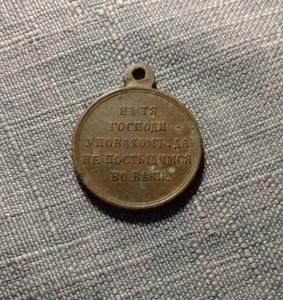 НА ТЯ
ГОСПОДИ
УПОВАХОМЪ, ДА
НЕ ПОСТЫДИМСЯ
ВО ВѢКИ.